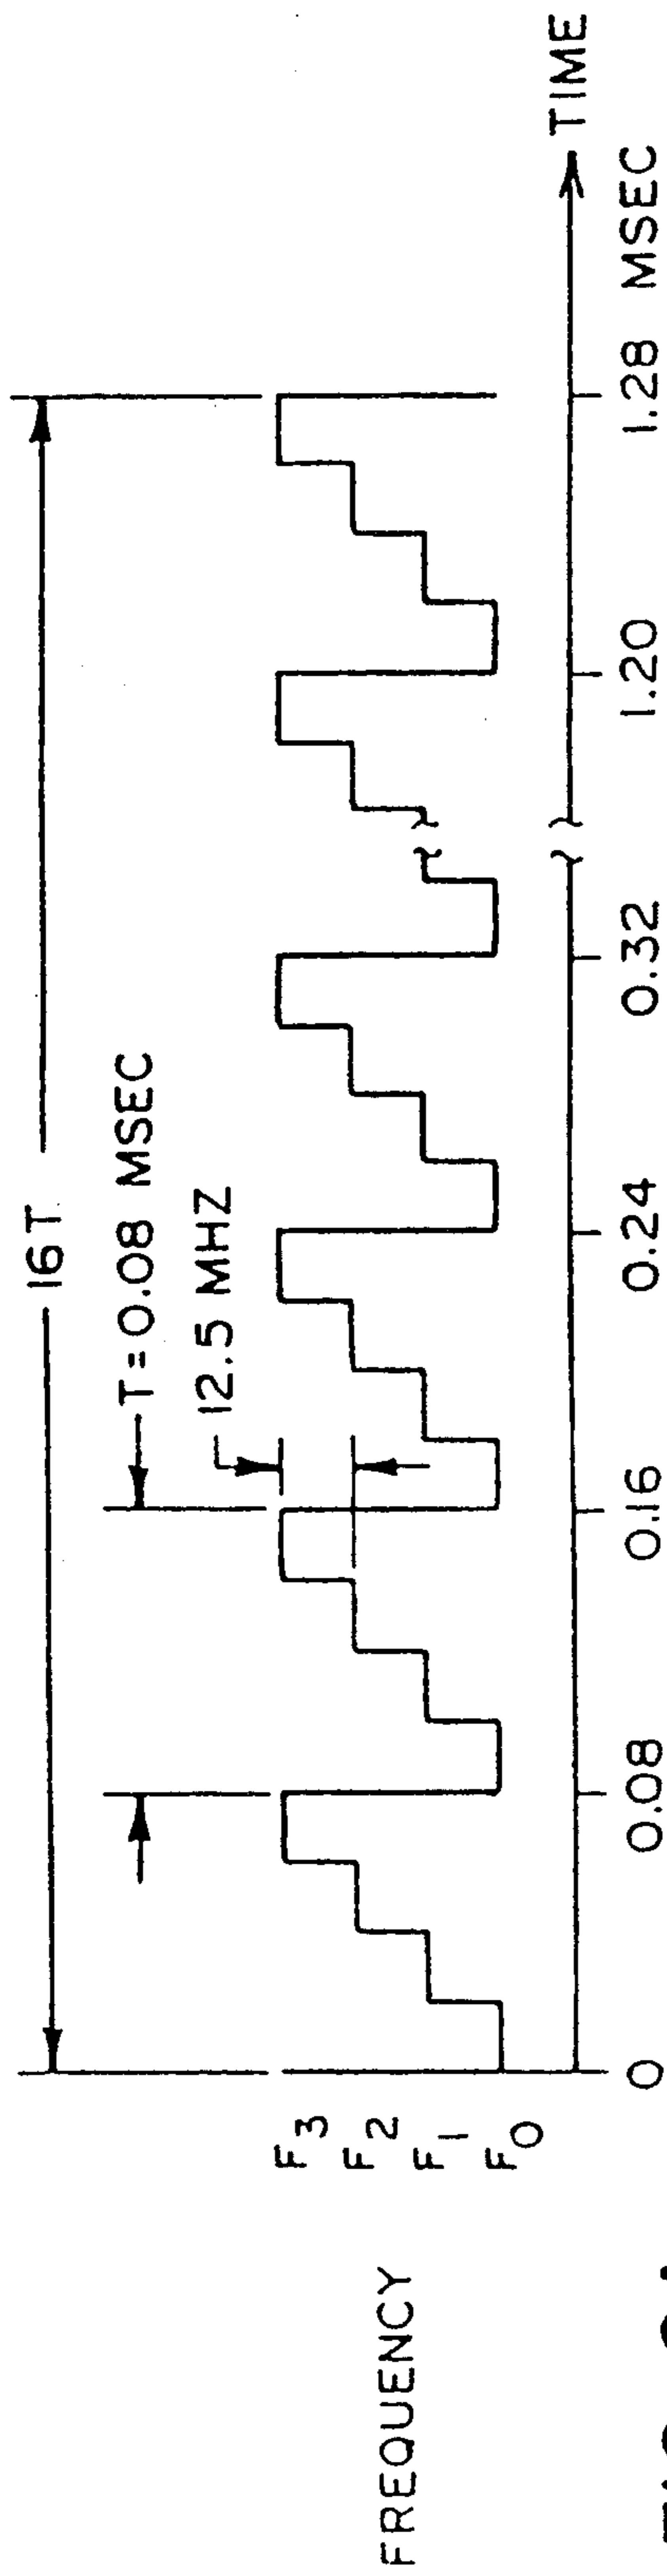 16T
T=0.08 MSEC
12.5 MHZ
FREQUENCY
F3
F2
F1
F0
TIME
0
0.08
0.16
0.24
0.32
1.20
1.28 MSEC